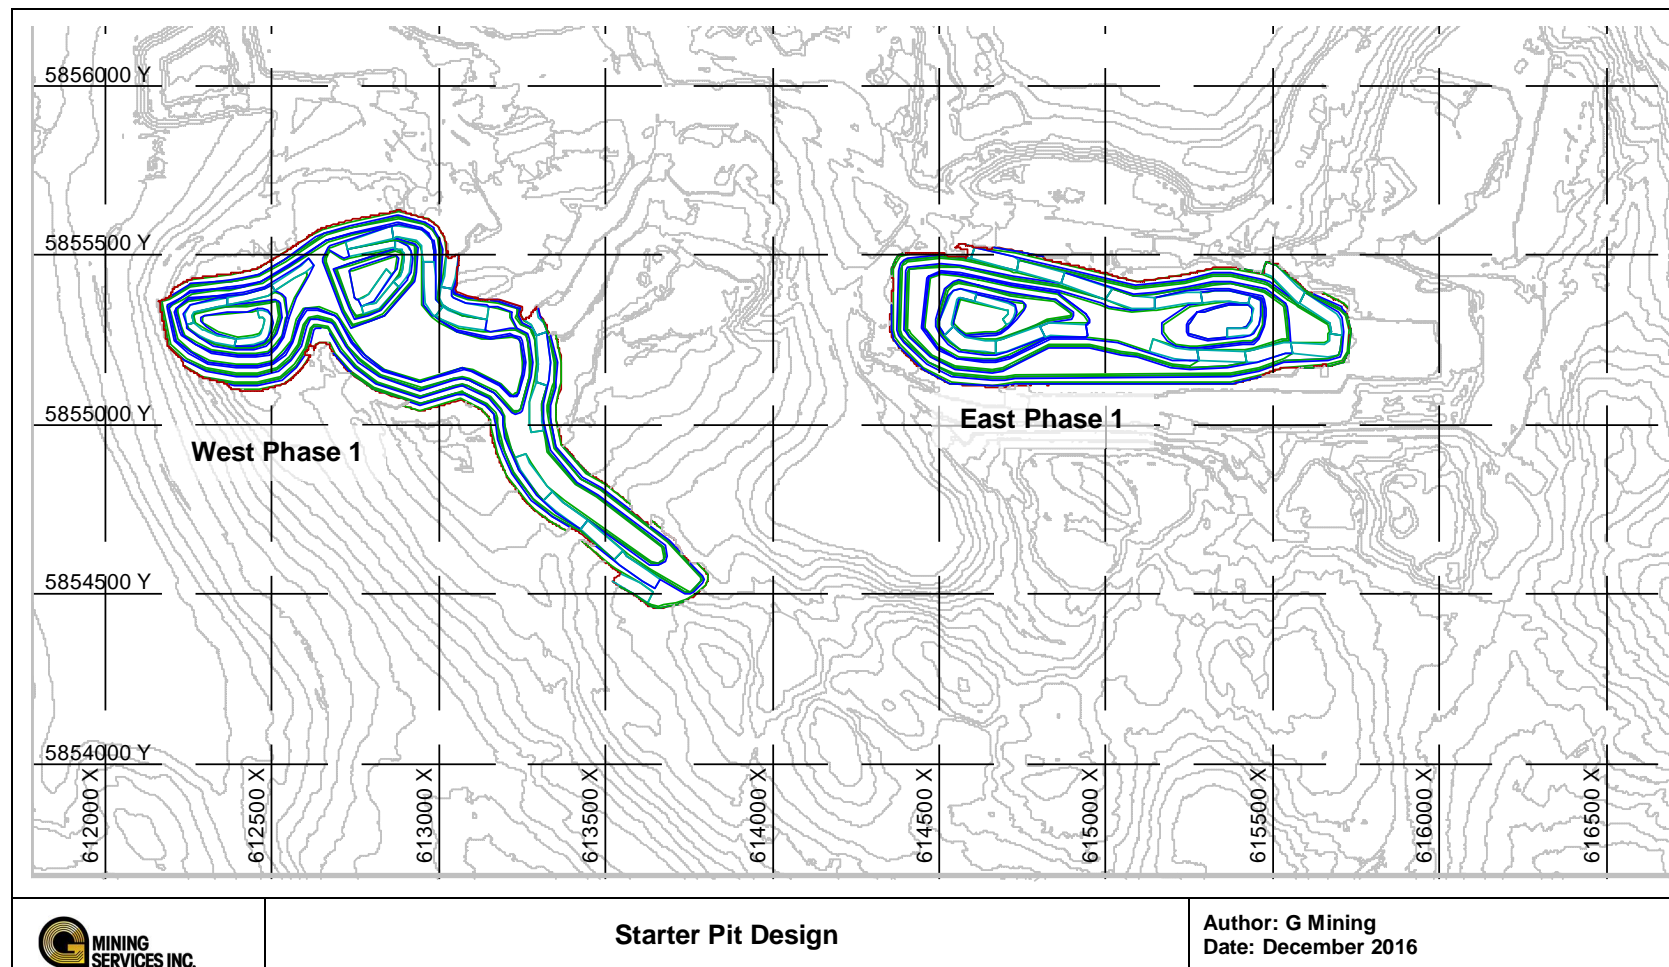 5856000 Y
5855500 Y
5855000 Y
5854500 Y
5854000 Y
West Phase 1
East Phase 1
612000 X
612500 X
613000 X
613500 X
614000 X
614500 X
615000 X
615500 X
616000 X
616500 X
G MINING
SERVICES INC.
Starter Pit Design
Author: G Mining
Date: December 2016